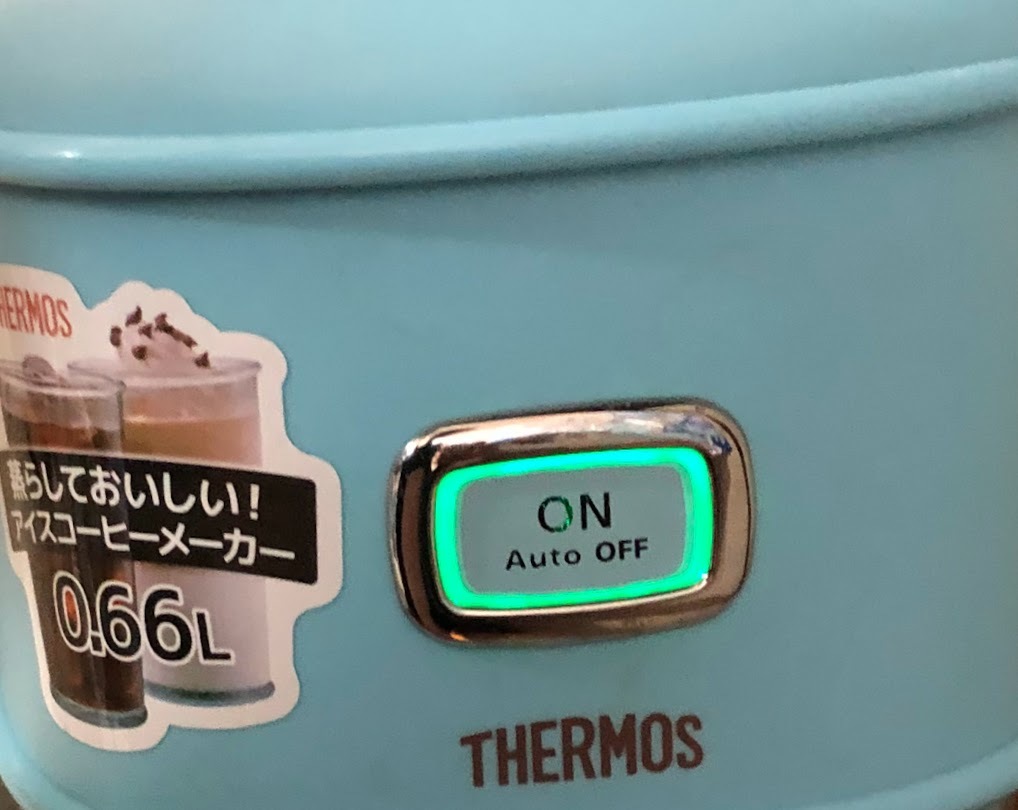 THERMOS
蒸らしておいしい!
アイスコーヒーメーカー
0.66L
ON
Auto OFF
THERMOS